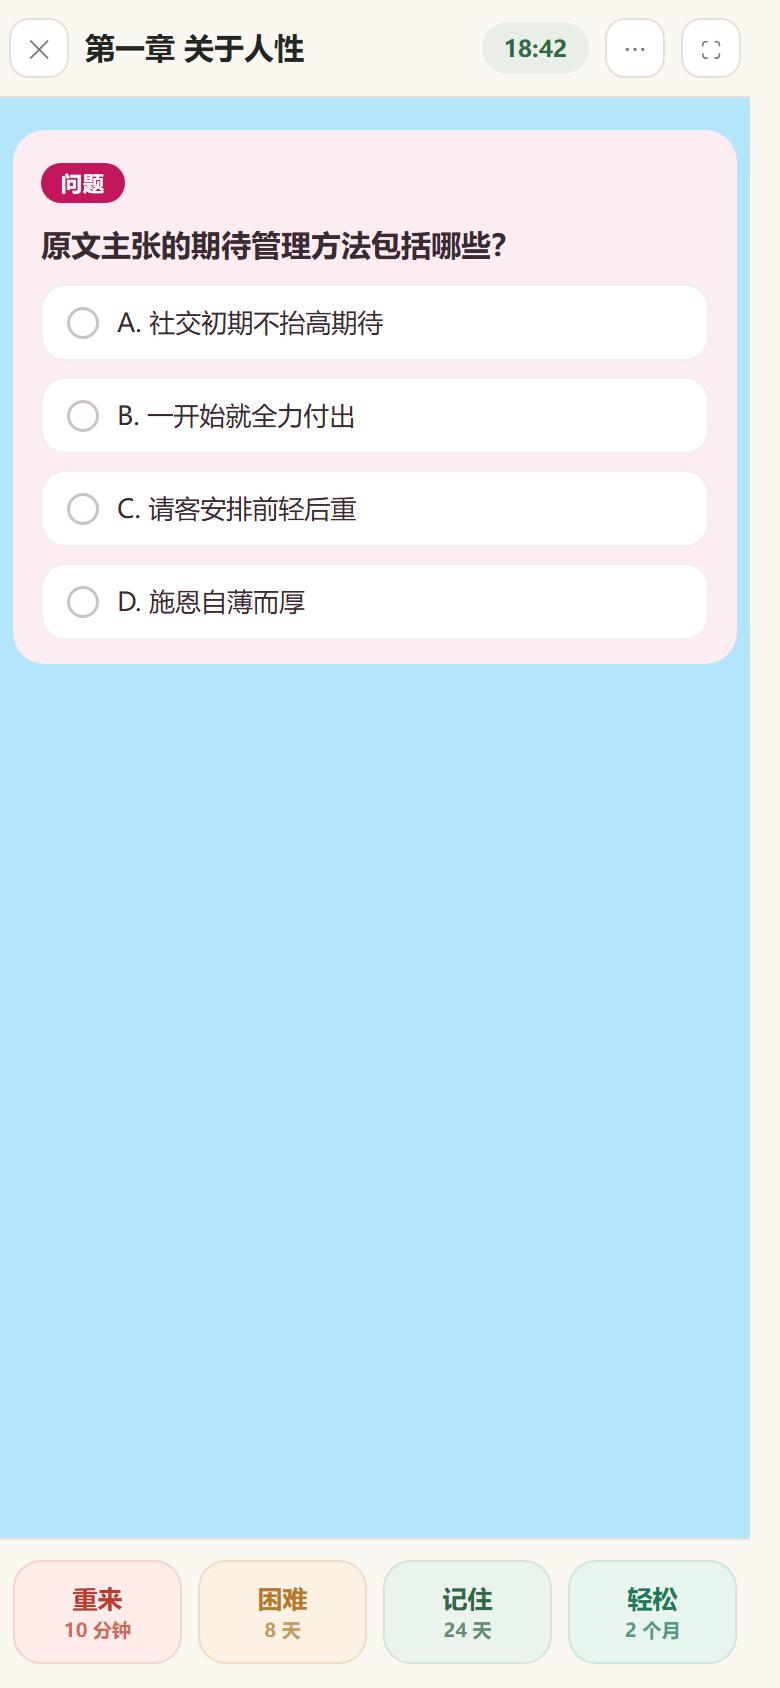 第一章 关于人性
18:42
问题
原文主张的期待管理方法包括哪些?
A. 社交初期不抬高期待
B. 一开始就全力付出
C. 请客安排前轻后重
D. 施恩自薄而厚
重来
10 分钟
困难
8 天
记住
24 天
轻松
2 个月